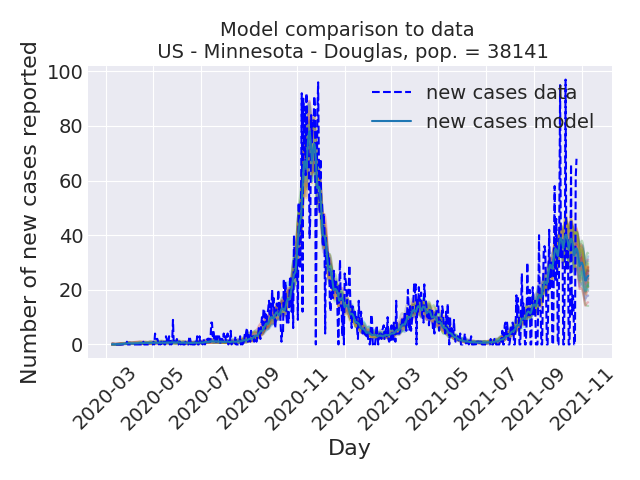 Model comparison to data
US - Minnesota - Douglas, pop. = 38141
Number of new cases reported
100
80
60
40
20
0
new cases data
new cases model
2020-03
2020-05
2020-07
2020-09
2020-11
2021-01
2021-03
2021-05
2021-07
2021-09
2021-11
Day